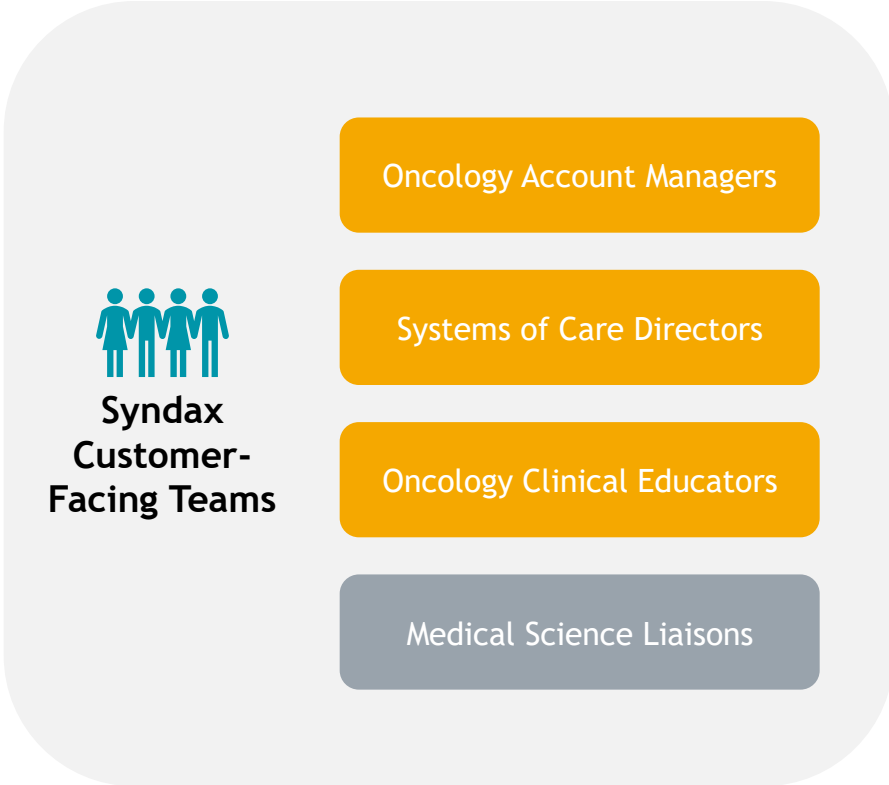 Oncology Account Managers
Systems of Care Directors
Syndax
Customer-
Facing Teams
Oncology Clinical Educators
Medical Science Liaisons